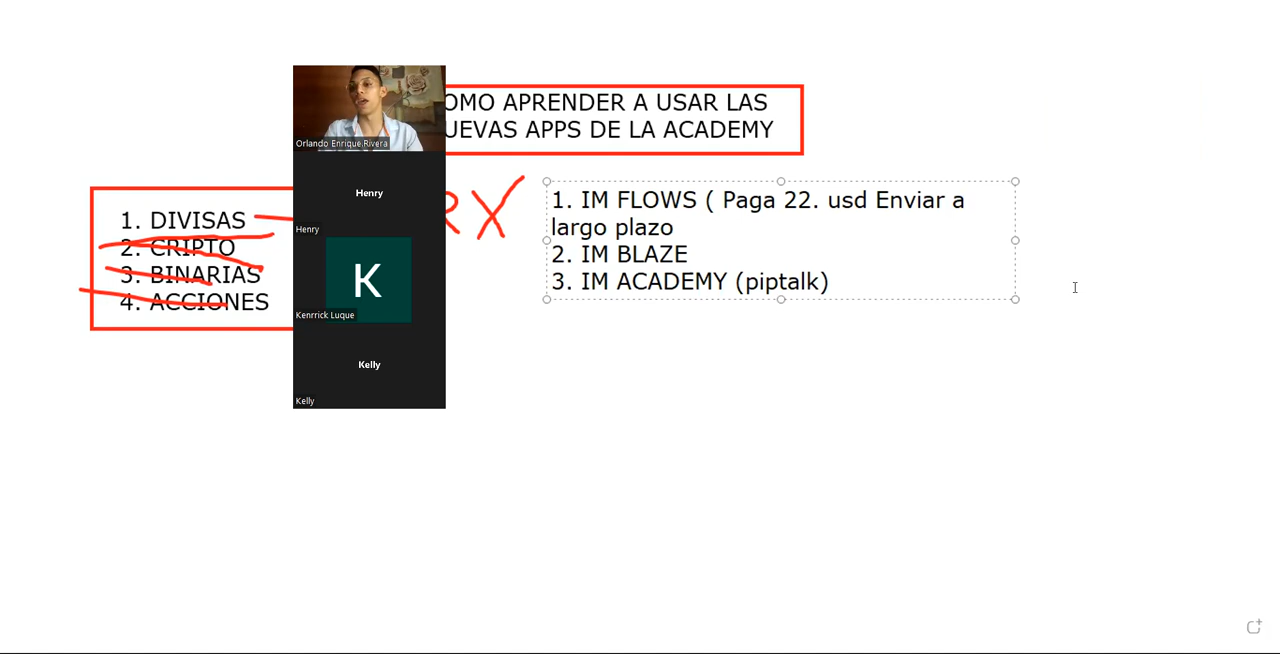 OMO APRENDER A USAR LAS
UEVAS APPS DE LA ACADEMY
Orlando Enrique Rivera
Henry
Henry
K
Kenrrick Luque
Kelly
Kelly
1. DIVISAS
2. CRIPTO
3. BINARIAS
4. ACCIONES
RX
1. IM FLOWS ( Paga 22. usd Enviar a
largo plazo
2. IM BLAZE
3. IM ACADEMY (piptalk)